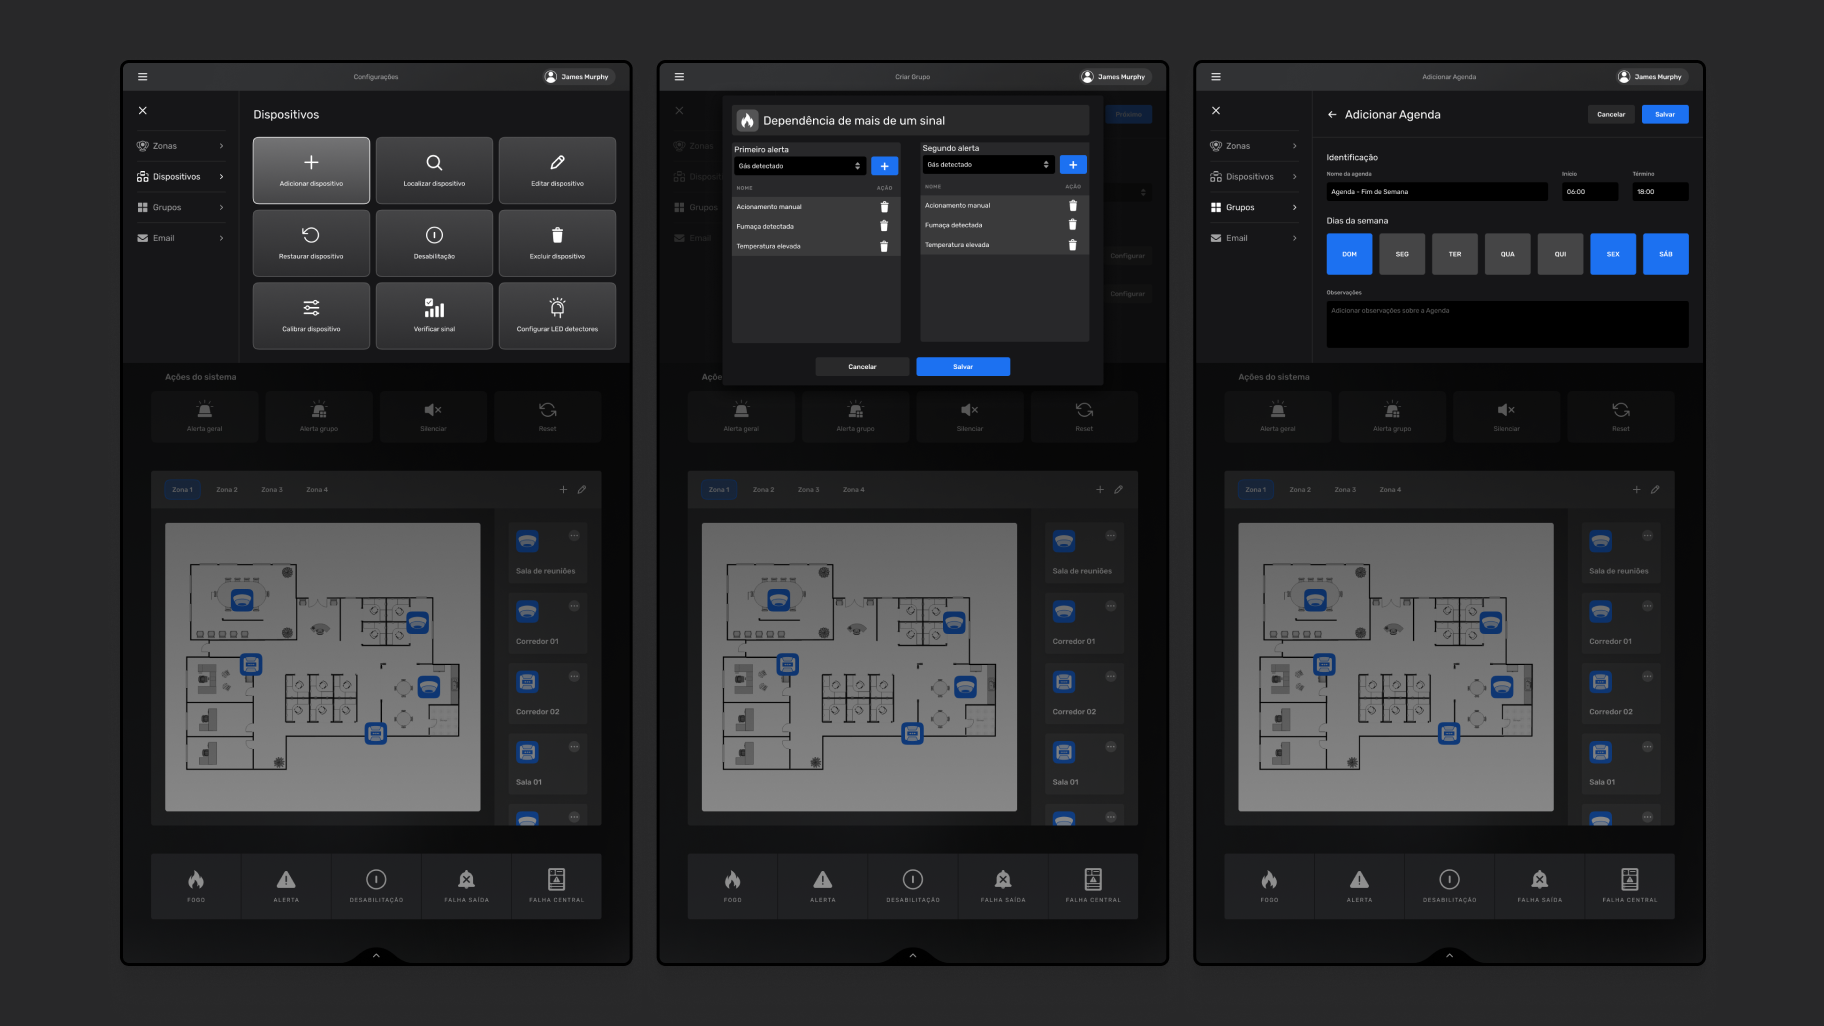 Configurações
James Murphy
Zonas
Dispositivos
Grupos
Email
Dispositivos
Adicionar dispositivo
Localizar dispositivo
Editar dispositivo
Restaurar dispositivo
Desabilitação
Excluir dispositivo
Calibrar dispositivo
Verificar sinal
Configurar LED detectores
Ações do sistema
Alerta geral
Alerta grupo
Silenciar
Reset
Zona 1
Zona 2
Zona 3
Zona 4
Sala de reuniões
Corredor 01
Corredor 02
Sala 01
FOGO
ALERTA
DESABILITAÇÃO
FALHA SAÍDA
FALHA CENTRAL
Criar Grupo
James Murphy
Próximo
Zonas
Grupos
Email
Configurar
Configurar
Dependência de mais de um sinal
Primeiro alerta
Gás detectado
NOME
AÇÃO
Acionamento manual
Fumaça detectada
Temperatura elevada
Segundo alerta
Gás detectado
NOME
AÇÃO
Acionamento manual
Fumaça detectada
Temperatura elevada
Cancelar
Salvar
Alerta geral
Alerta grupo
Silenciar
Reset
Zona 1
Zona 2
Zona 3
Zona 4
Sala de reuniões
Corredor 01
Corredor 02
Sala 01
FOGO
ALERTA
DESABILITAÇÃO
FALHA SAÍDA
FALHA CENTRAL
Adicionar Agenda
James Murphy
Zonas
Dispositivos
Grupos
Email
Adicionar Agenda
Cancelar
Salvar
Identificação
Nome da agenda
Início
Término
Agenda - Fim de Semana
06:00
18:00
Dias da semana
DOM
SEG
TER
QUA
QUI
SEX
SÁB
Observações
Adicionar observações sobre a Agenda
Ações do sistema
Alerta geral
Alerta grupo
Silenciar
Reset
Zona 1
Zona 2
Zona 3
Zona 4
Sala de reuniões
Corredor 01
Corredor 02
Sala 01
FOGO
ALERTA
DESABILITAÇÃO
FALHA SAÍDA
FALHA CENTRAL